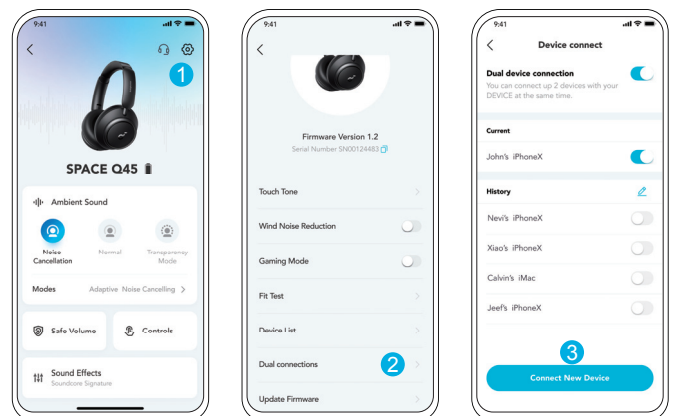 9:41
1
SPACE Q45
Ambient Sound
Noise
Cancellation
Normal
Transparency
Mode
Modes
Adaptive Noise Cancelling
Safe Volume
Controls
Sound Effects
Soundcore Signature
9:41
Firmware Version 1.2
Serial Number SN00124483
Touch Tone
Wind Noise Reduction
Gaming Mode
Fit Test
Device List
Dual connections
2
Update Firmware
9:41
Device connect
Dual device connection
You can connect up 2 devices with your
DEVICE at the same time.
Current
John's iPhoneX
History
Nevi's iPhoneX
Xiao's iPhoneX
Calvin's iMac
Jeef's iPhoneX
3
Connect New Device